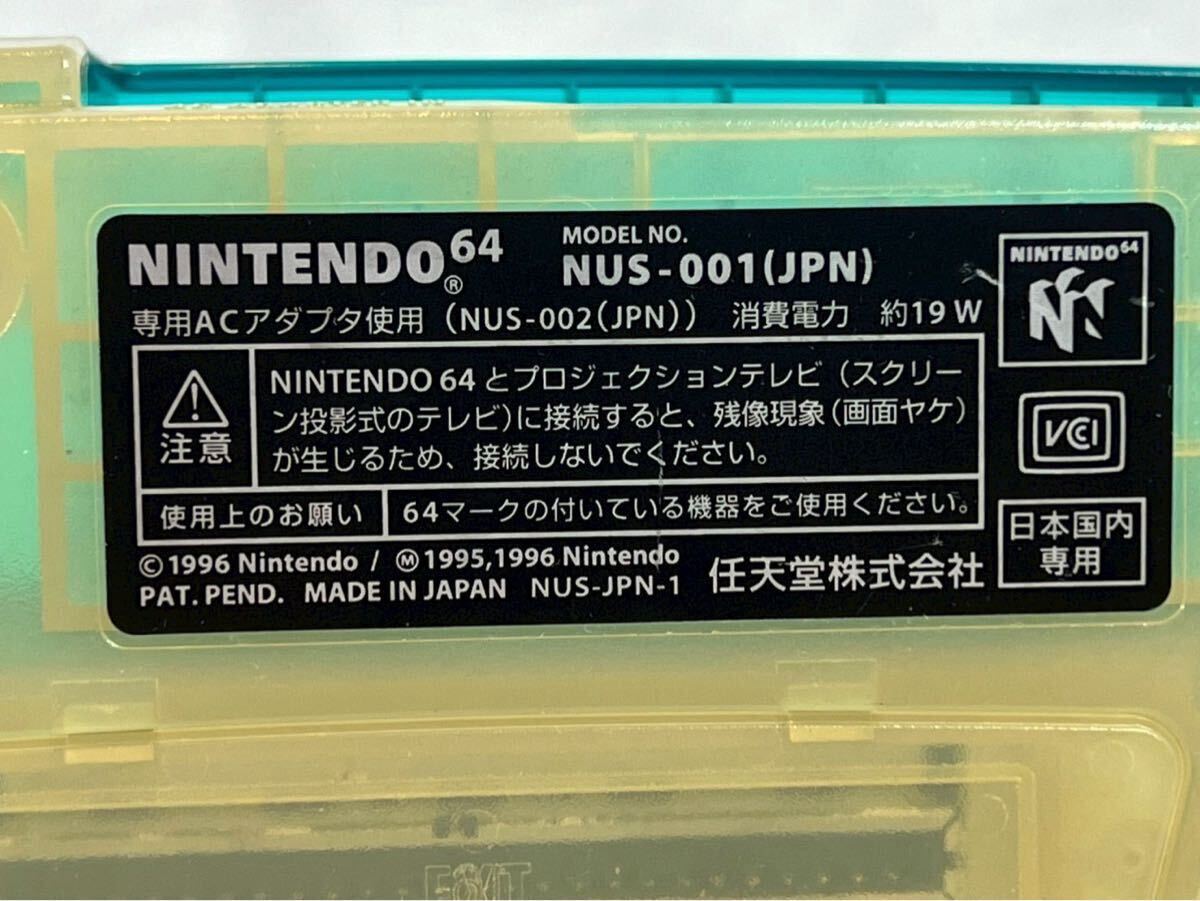 NINTENDO®64
MODEL NO.
NUS-001(JPN)
専用ACアダプタ使用 (NUS-002(JPN)) 消費電力 約19W
注意
NINTENDO 64 とプロジェクションテレビ (スクリー
ン投影式のテレビ)に接続すると、残像現象(画面ヤケ)
が生じるため、接続しないでください。
使用上のお願い
64マークの付いている機器をご使用ください。
©1996 Nintendo / Ⓜ1995,1996 Nintendo
PAT. PEND. MADE IN JAPAN NUS-JPN-1
任天堂株式会社
NINTENDO64
VCCI
日本国内
専用